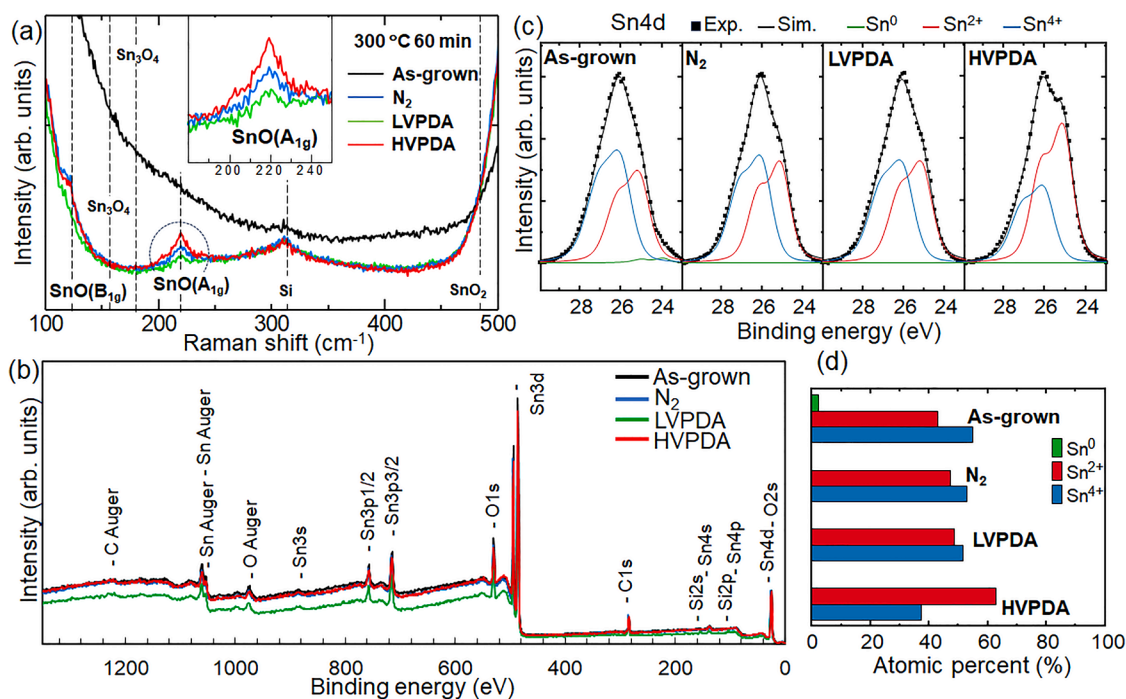 (a)
Sn3O4
Sn3O4
300 ºC 60 min
As-grown
N2
LVPDA
HVPDA
SnO(A1g)
200 220 240
SnO(B1g)
SnO(A1g)
Si
SnO2
Intensity (arb. units)
100 200 300 400 500
Raman shift (cm-1)
(c)
Sn4d
Exp.
Sim.
Sn0
Sn2+
Sn4+
As-grown
N2
LVPDA
HVPDA
Intensity (arb. units)
28 26 24 28 26 24 28 26 24 28 26 24
Binding energy (eV)
(b)
As-grown
N2
LVPDA
HVPDA
C Auger
Sn Auger
Sn Auger
O Auger
Sn3s
Sn3p1/2
Sn3p3/2
O1s
Sn3d
C1s
Si2s
Sn4s
Si2p
Sn4p
Sn4d
O2s
Intensity (arb. units)
1200 1000 800 600 400 200 0
Binding energy (eV)
(d)
As-grown
N2
LVPDA
HVPDA
Sn0
Sn2+
Sn4+
0 20 40 60 80 100
Atomic percent (%)